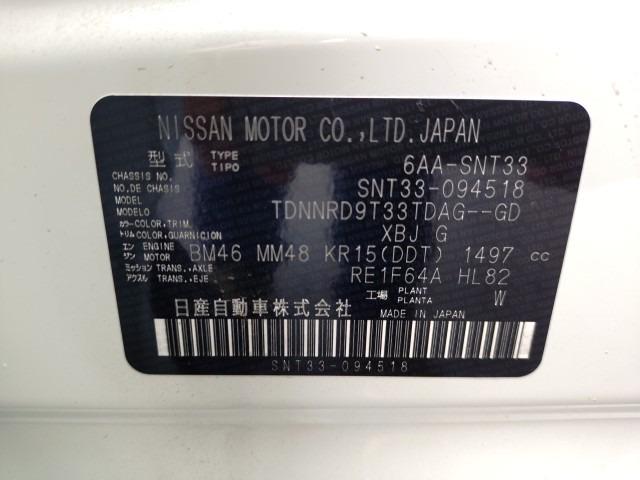 NISSAN MOTOR CO.,LTD.JAPAN
型式 TYPE TIPO 6AA-SNT33
CHASSIS NO. NO.DE CHASSIS SNT33-094518
MODEL MODELO TDNNRD9T33TDAG--GD
カラー COLOR,TRIM. トリム COLOR,GUARNICION XBJ G
エンジン ENGINE MOTOR BM46 MM48 KR15(DDT) 1497 cc
ミッション TRANS.,AXLE アクスル TRANS.,EJE RE1F64A HL82
工場 PLANT PLANTA W
日産自動車株式会社 MADE IN JAPAN
SNT33-094518